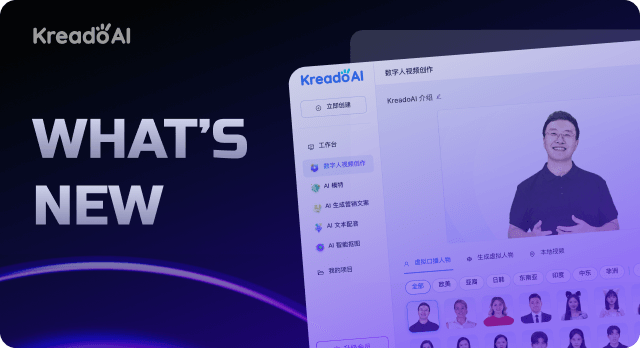 KreadoAI
WHAT'S
NEW
KreadoAI
立即创建
工作台
数字人视频创作
AI 模特
AI 生成营销文案
AI 文本配音
AI 智能抠图
我的项目
数字人视频创作
KreadoAI 介绍
虚拟口播人物
生成虚拟人物
本地视频
全部
欧美
亚裔
日韩
东南亚
印度
中东
非洲